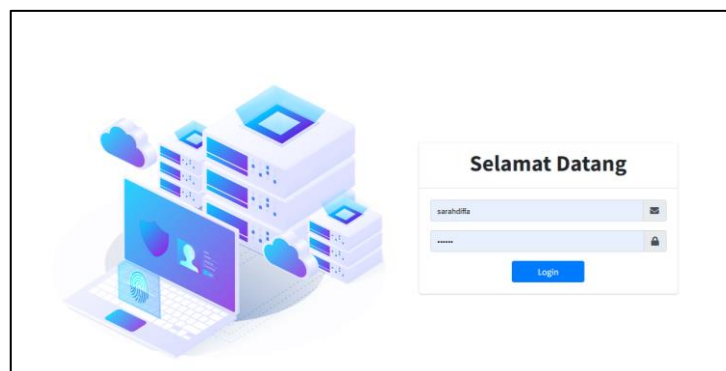 Selamat Datang
sarahdiffa
••••••
Login